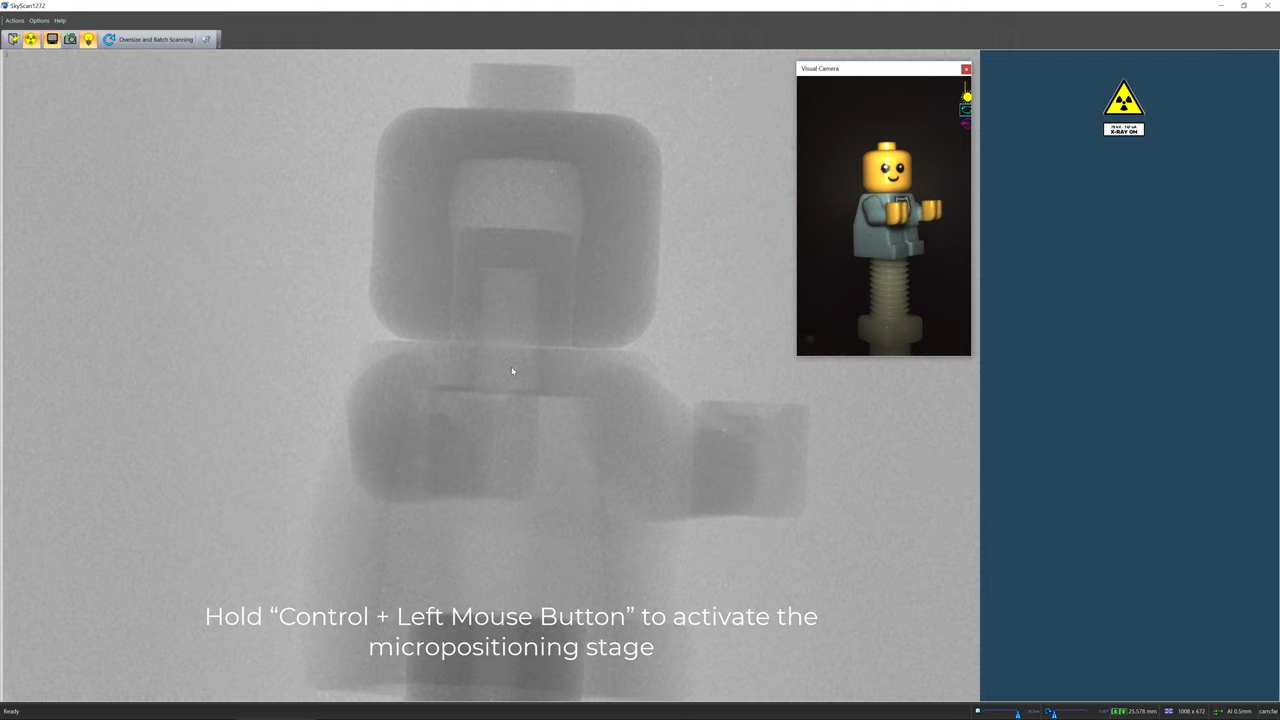 SkyScan1272
Actions Options Help
Oversize and Batch Scanning
Visual Camera
X-RAY ON
Hold “Control + Left Mouse Button” to activate the
micropositioning stage
Ready
25.578 mm
1008 x 672
Al 0.5mm